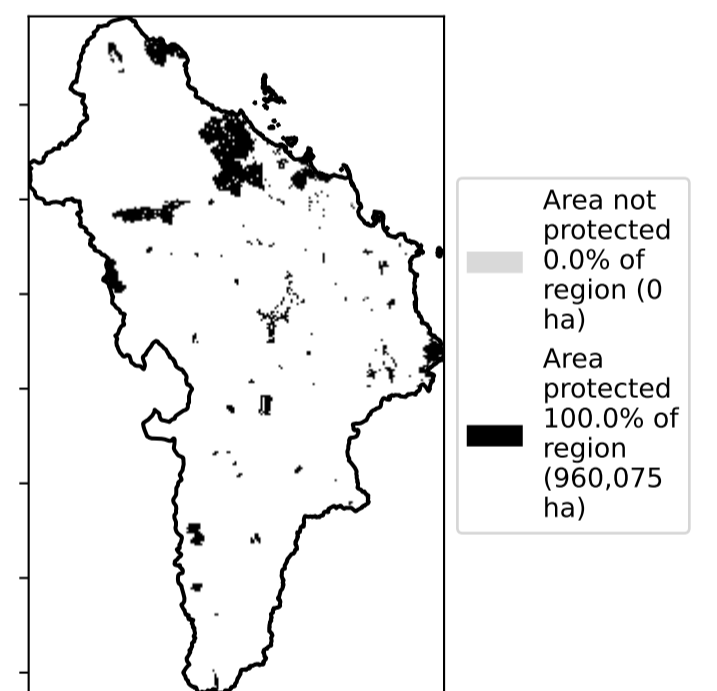 Area not
protected
0.0% of
region (0
ha)
Area
protected
100.0% of
region
(960,075
ha)